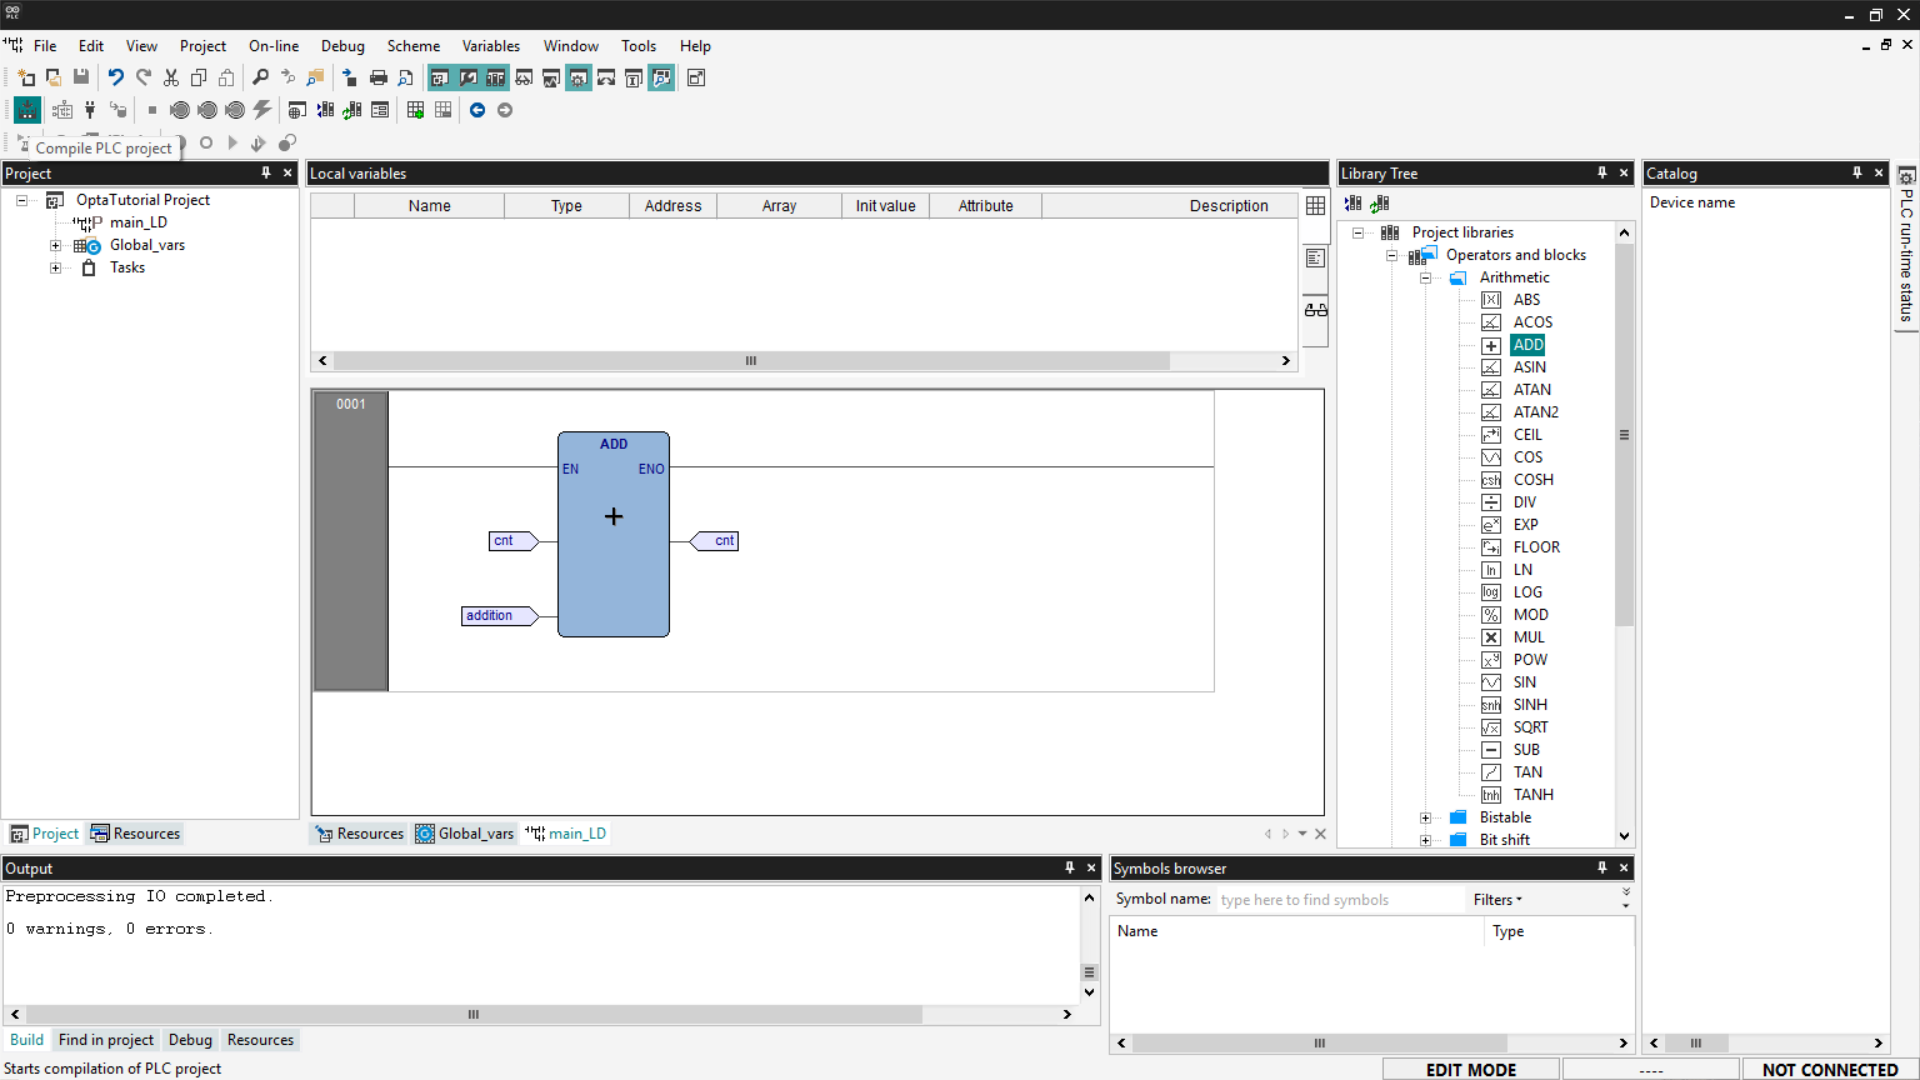 PLC
File Edit View Project On-line Debug Scheme Variables Window Tools Help
Compile PLC project
Project
OptaTutorial Project
main_LD
Global_vars
Tasks
Project Resources
Local variables
Name Type Address Array Init value Attribute Description
0001
ADD
EN ENO
cnt cnt
addition
Resources Global_vars main_LD
Library Tree
Project libraries
Operators and blocks
Arithmetic
ABS
ACOS
ADD
ASIN
ATAN
ATAN2
CEIL
COS
csh COSH
DIV
EXP
FLOOR
ln LN
log LOG
% MOD
MUL
POW
SIN
snh SINH
SQRT
SUB
TAN
tnh TANH
Bistable
Bit shift
Catalog
Device name
PLC run-time status
Output
Preprocessing IO completed.
0 warnings, 0 errors.
Build Find in project Debug Resources
Symbols browser
Symbol name: type here to find symbols Filters
Name Type
Starts compilation of PLC project
EDIT MODE ---- NOT CONNECTED